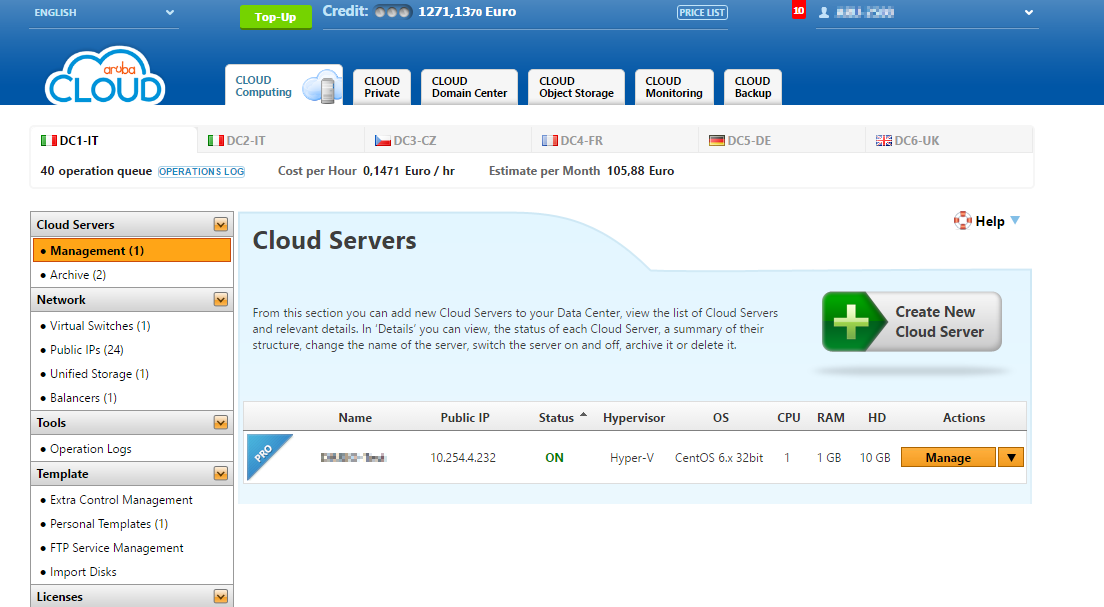 ENGLISH
Top-Up
Credit: 1271,1370 Euro
PRICE LIST
10
aruba
CLOUD
CLOUD
Computing
CLOUD
Private
CLOUD
Domain Center
CLOUD
Object Storage
CLOUD
Monitoring
CLOUD
Backup
DC1-IT
DC2-IT
DC3-CZ
DC4-FR
DC5-DE
DC6-UK
40 operation queue OPERATIONS LOG Cost per Hour 0,1471 Euro / hr Estimate per Month 105,88 Euro
Cloud Servers
• Management (1)
• Archive (2)
Network
• Virtual Switches (1)
• Public IPs (24)
• Unified Storage (1)
• Balancers (1)
Tools
• Operation Logs
Template
• Extra Control Management
• Personal Templates (1)
• FTP Service Management
• Import Disks
Licenses
Help
Cloud Servers
From this section you can add new Cloud Servers to your Data Center, view the list of Cloud Servers
and relevant details. In 'Details' you can view, the status of each Cloud Server, a summary of their
structure, change the name of the server, switch the server on and off, archive it or delete it.
Create New
Cloud Server
Name Public IP Status Hypervisor OS CPU RAM HD Actions
PRO 10.254.4.232 ON Hyper-V CentOS 6.x 32bit 1 1 GB 10 GB Manage